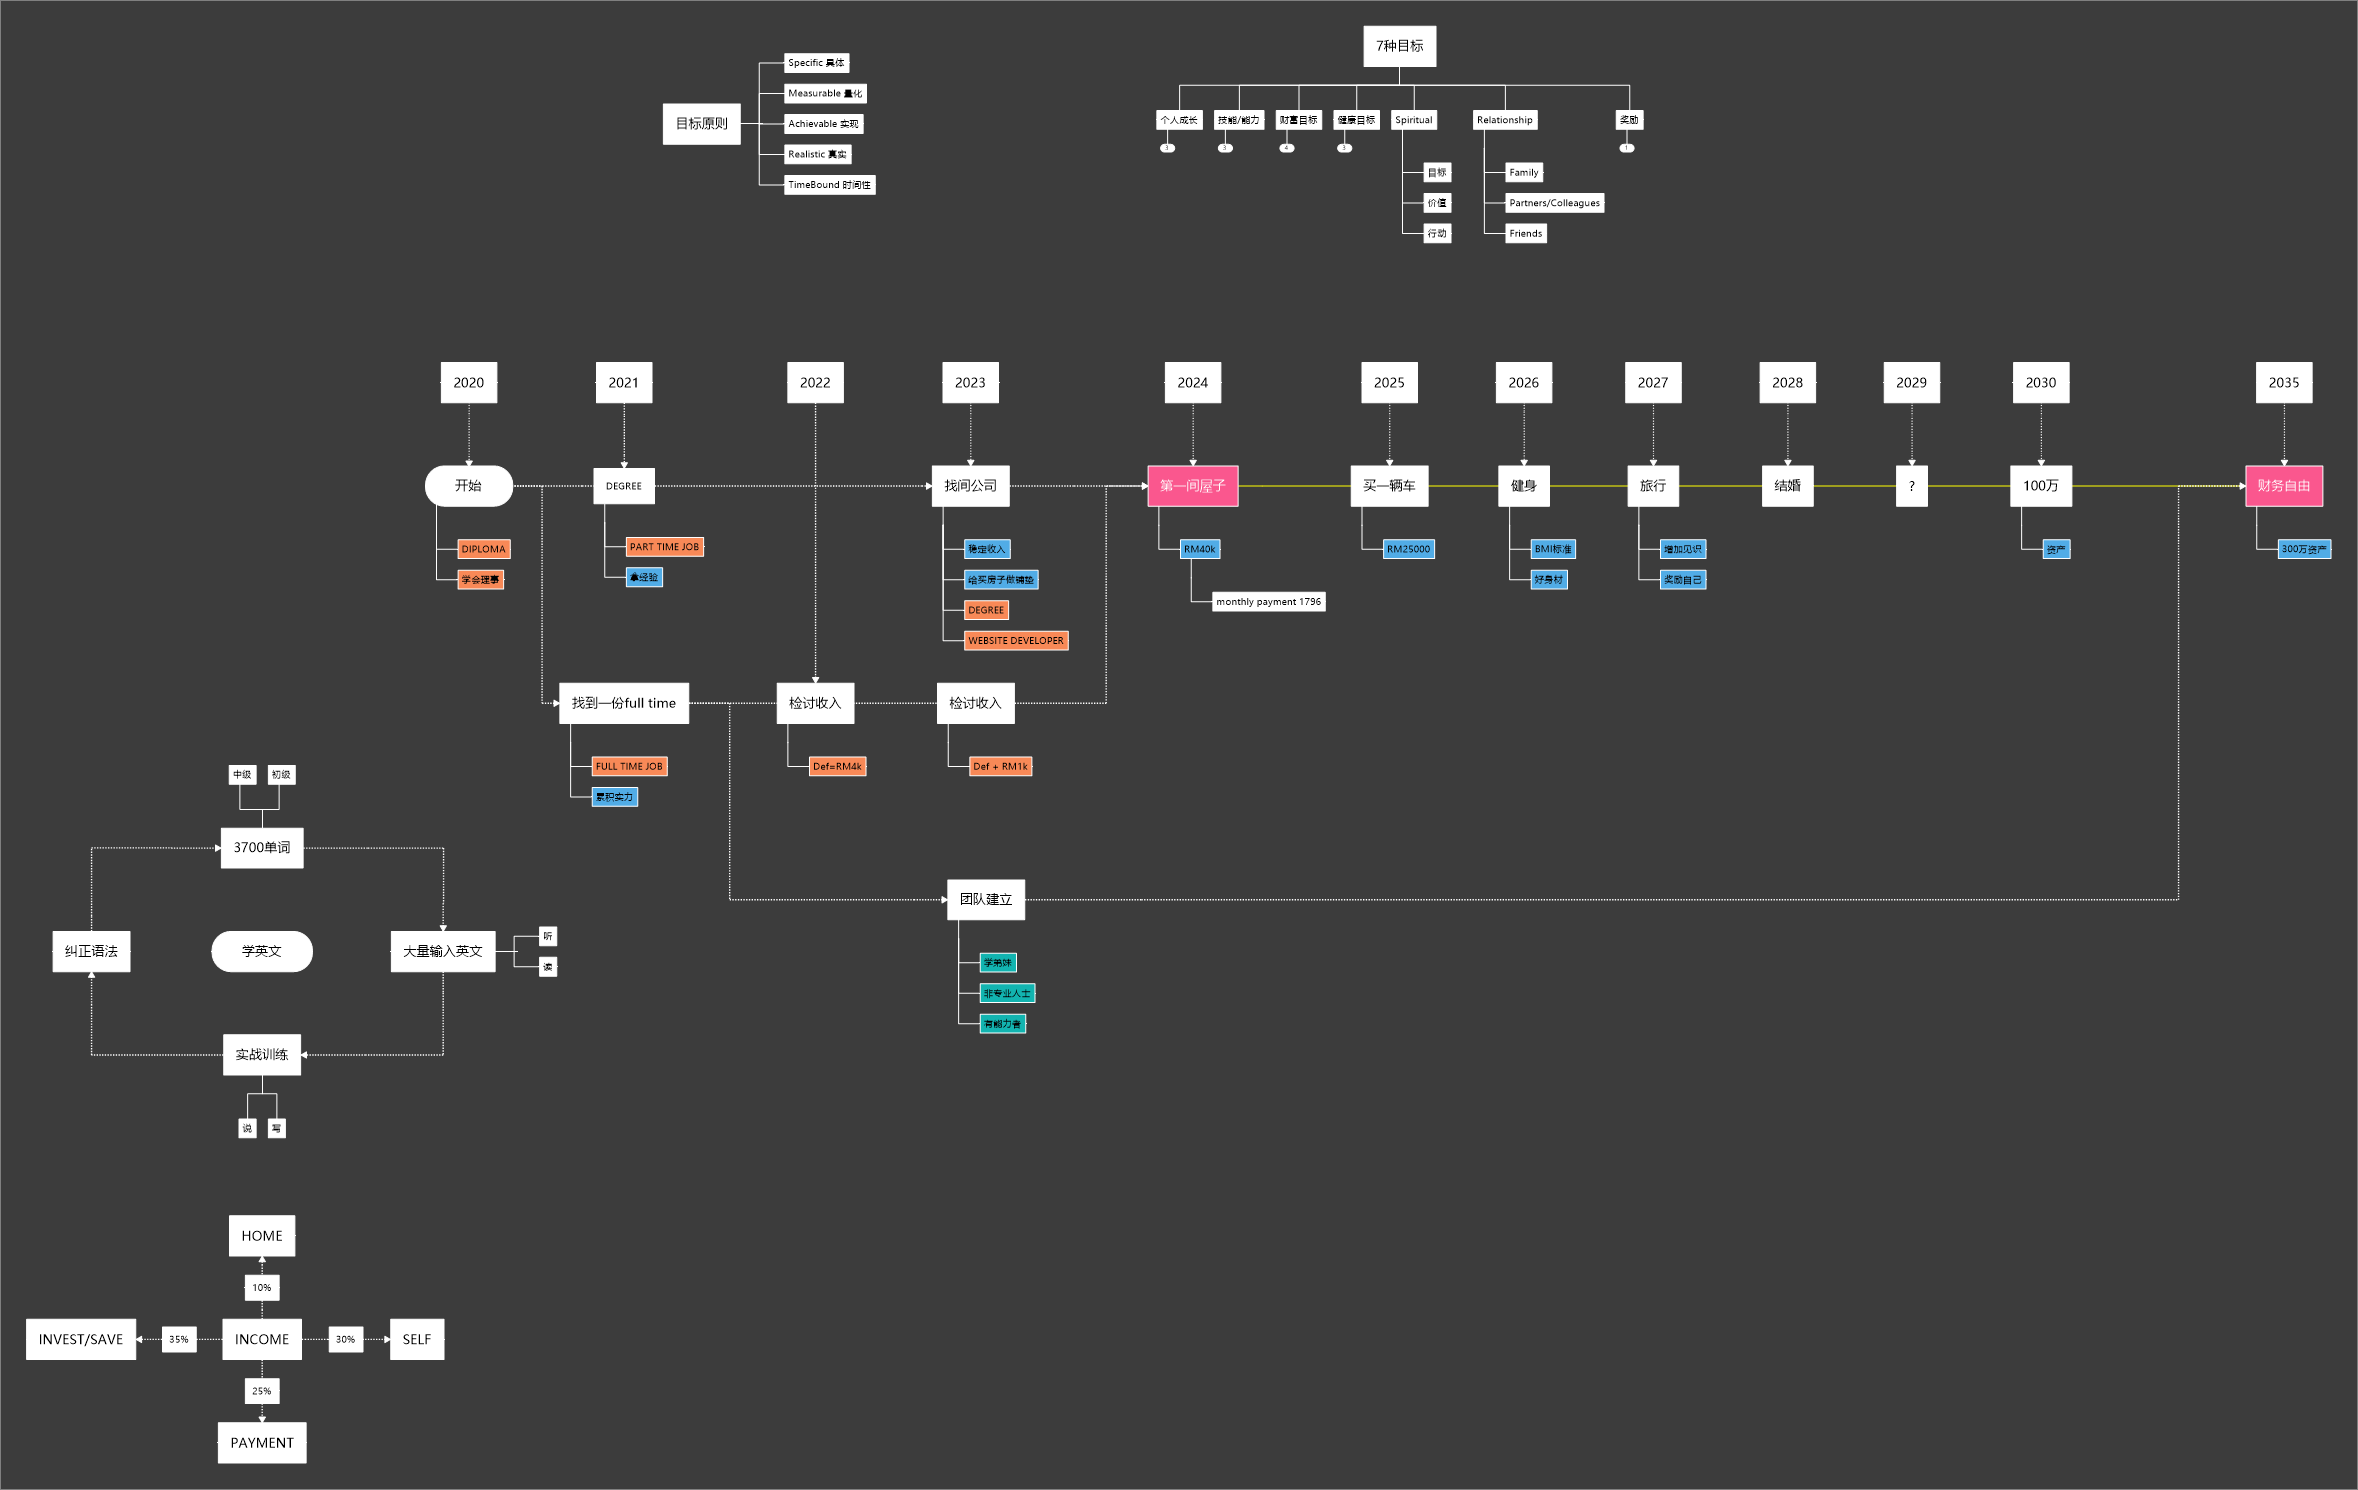 7种目标
个人成长
技能/能力
财富目标
健康目标
Spiritual
Relationship
奖励
3
3
4
3
1
目标
价值
行动
Family
Partners/Colleagues
Friends
目标原则
Specific 具体
Measurable 量化
Achievable 实现
Realistic 真实
TimeBound 时间性
2020
2021
2022
2023
2024
2025
2026
2027
2028
2029
2030
2035
开始
DEGREE
找间公司
第一间屋子
买一辆车
健身
旅行
结婚
?
100万
财务自由
DIPLOMA
学会理事
PART TIME JOB
拿经验
稳定收入
给买房子做铺垫
DEGREE
WEBSITE DEVELOPER
RM40k
monthly payment 1796
RM25000
BMI标准
好身材
增加见识
奖励自己
资产
300万资产
找到一份full time
检讨收入
检讨收入
FULL TIME JOB
累积实力
Def=RM4k
Def + RM1k
团队建立
学弟妹
非专业人士
有能力者
中级
初级
3700单词
纠正语法
学英文
大量输入英文
听
读
实战训练
说
写
HOME
10%
INVEST/SAVE
35%
INCOME
30%
SELF
25%
PAYMENT